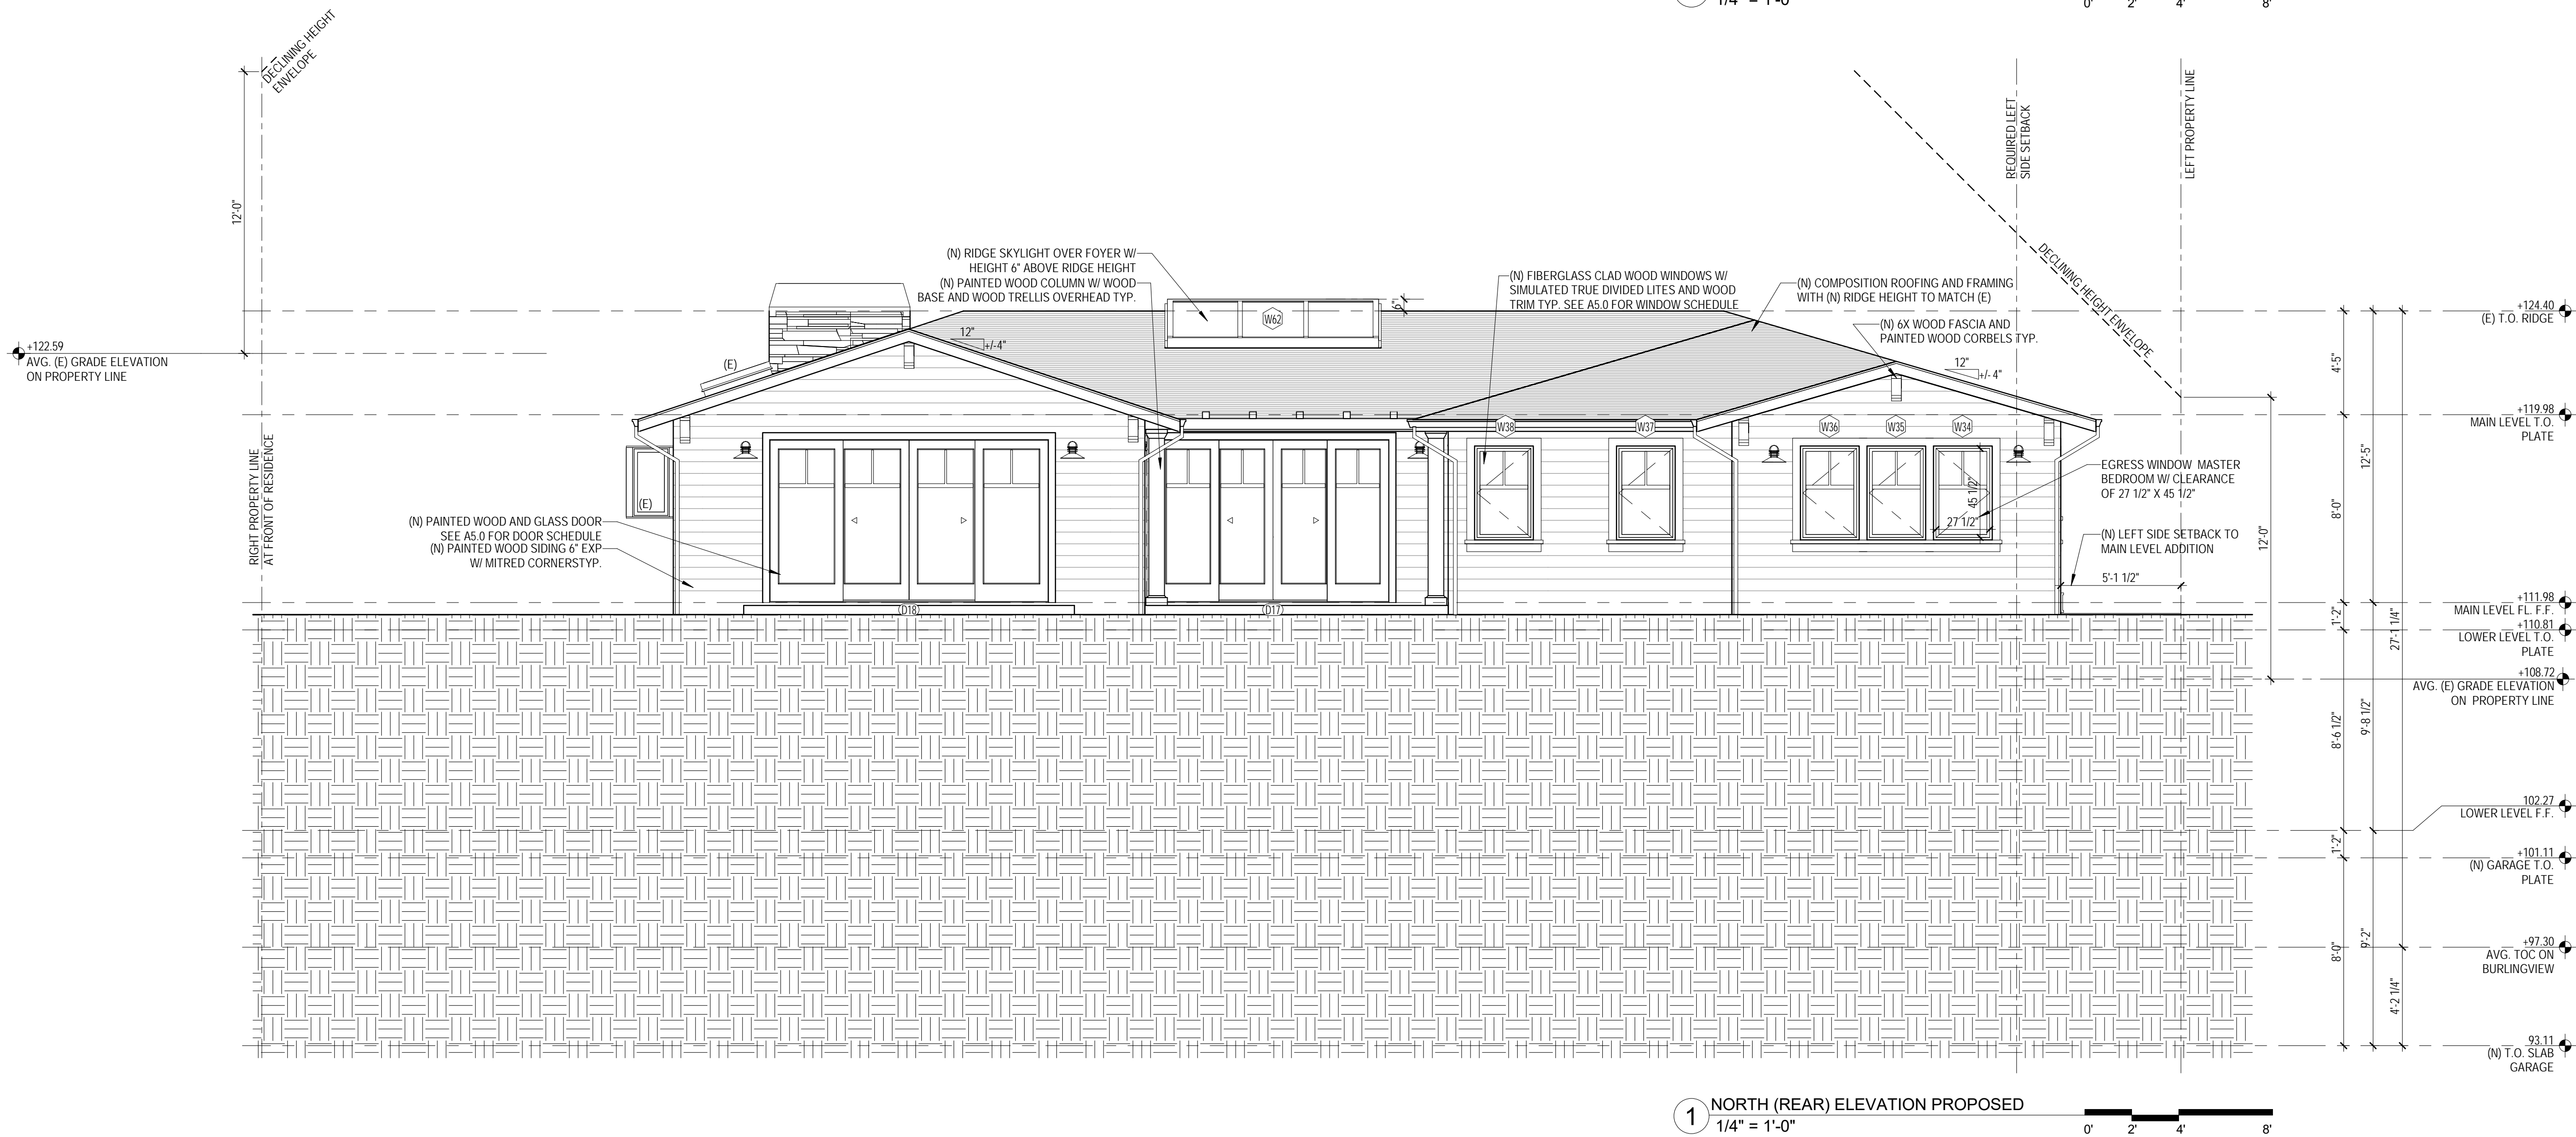 1/4" = 1'-0"
0' 2' 4' 8'
DECLINING HEIGHT
ENVELOPE
12'-0"
+122.59
AVG. (E) GRADE ELEVATION
ON PROPERTY LINE
RIGHT PROPERTY LINE
AT FRONT OF RESIDENCE
(N) RIDGE SKYLIGHT OVER FOYER W/
HEIGHT 6" ABOVE RIDGE HEIGHT
(N) PAINTED WOOD COLUMN W/ WOOD
BASE AND WOOD TRELLIS OVERHEAD TYP.
W62
6"
(N) FIBERGLASS CLAD WOOD WINDOWS W/
SIMULATED TRUE DIVIDED LITES AND WOOD
TRIM TYP. SEE A5.0 FOR WINDOW SCHEDULE
(N) COMPOSITION ROOFING AND FRAMING
WITH (N) RIDGE HEIGHT TO MATCH (E)
(N) 6X WOOD FASCIA AND
PAINTED WOOD CORBELS TYP.
DECLINING HEIGHT ENVELOPE
REQUIRED LEFT
SIDE SETBACK
LEFT PROPERTY LINE
(E)
12"
+/-4"
12"
+/- 4"
W38
W37
W36
W35
W34
(E)
45 1/2"
27 1/2"
EGRESS WINDOW MASTER
BEDROOM W/ CLEARANCE
OF 27 1/2" X 45 1/2"
(N) PAINTED WOOD AND GLASS DOOR
SEE A5.0 FOR DOOR SCHEDULE
(N) PAINTED WOOD SIDING 6" EXP
W/ MITRED CORNERSTYP.
(N) LEFT SIDE SETBACK TO
MAIN LEVEL ADDITION
5'-1 1/2"
12'-0"
D18
D17
4'-5"
8'-0"
1'-2"
8'-6 1/2"
1'-2"
8'-0"
12'-5"
9'-8 1/2"
9'-2"
27'-1 1/4"
4'-2 1/4"
+124.40
(E) T.O. RIDGE
+119.98
MAIN LEVEL T.O.
PLATE
+111.98
MAIN LEVEL FL. F.F.
+110.81
LOWER LEVEL T.O.
PLATE
+108.72
AVG. (E) GRADE ELEVATION
ON PROPERTY LINE
102.27
LOWER LEVEL F.F.
+101.11
(N) GARAGE T.O.
PLATE
+97.30
AVG. TOC ON
BURLINGVIEW
93.11
(N) T.O. SLAB
GARAGE
1 NORTH (REAR) ELEVATION PROPOSED
1/4" = 1'-0"
0' 2' 4' 8'